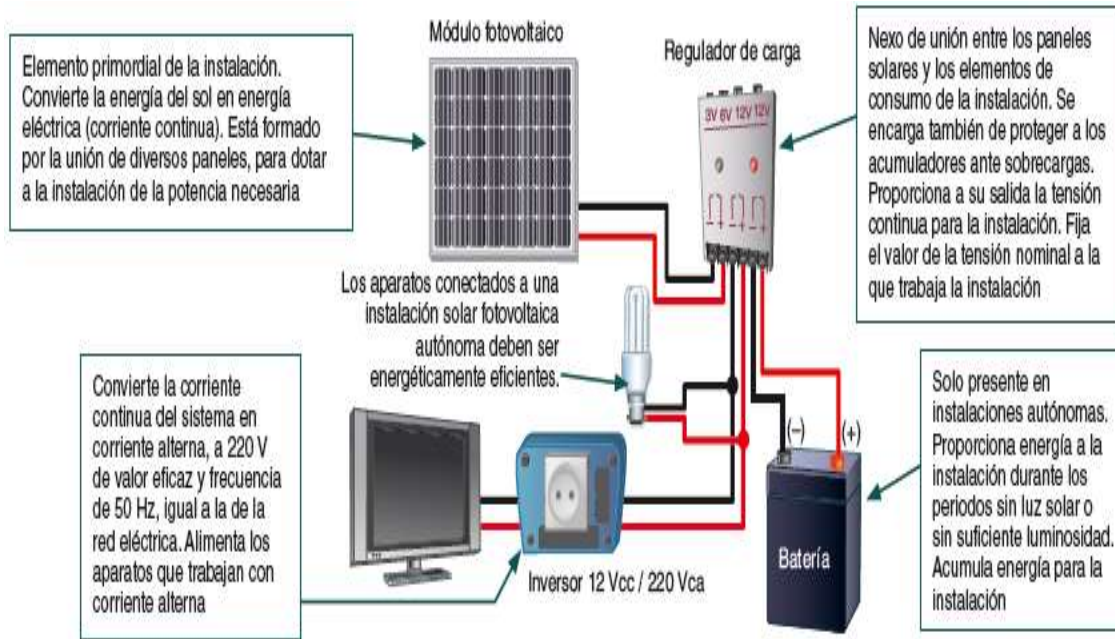 Módulo fotovoltaico
Elemento primordial de la instalación.
Convierte la energía del sol en energía
eléctrica (corriente continua). Está formado
por la unión de diversos paneles, para dotar
a la instalación de la potencia necesaria
Regulador de carga
3V 6V 12V 12V
- + - + - +
Nexo de unión entre los paneles
solares y los elementos de
consumo de la instalación. Se
encarga también de proteger a los
acumuladores ante sobrecargas.
Proporciona a su salida la tensión
continua para la instalación. Fija
el valor de la tensión nominal a la
que trabaja la instalación
Los aparatos conectados a una
instalación solar fotovoltaica
autónoma deben ser
energéticamente eficientes.
Convierte la corriente
continua del sistema en
corriente alterna, a 220 V
de valor eficaz y frecuencia
de 50 Hz, igual a la de la
red eléctrica. Alimenta los
aparatos que trabajan con
corriente alterna
Inversor 12 Vcc / 220 Vca
(–) (+)
Batería
Solo presente en
instalaciones autónomas.
Proporciona energía a la
instalación durante los
periodos sin luz solar o
sin suficiente luminosidad.
Acumula energía para la
instalación